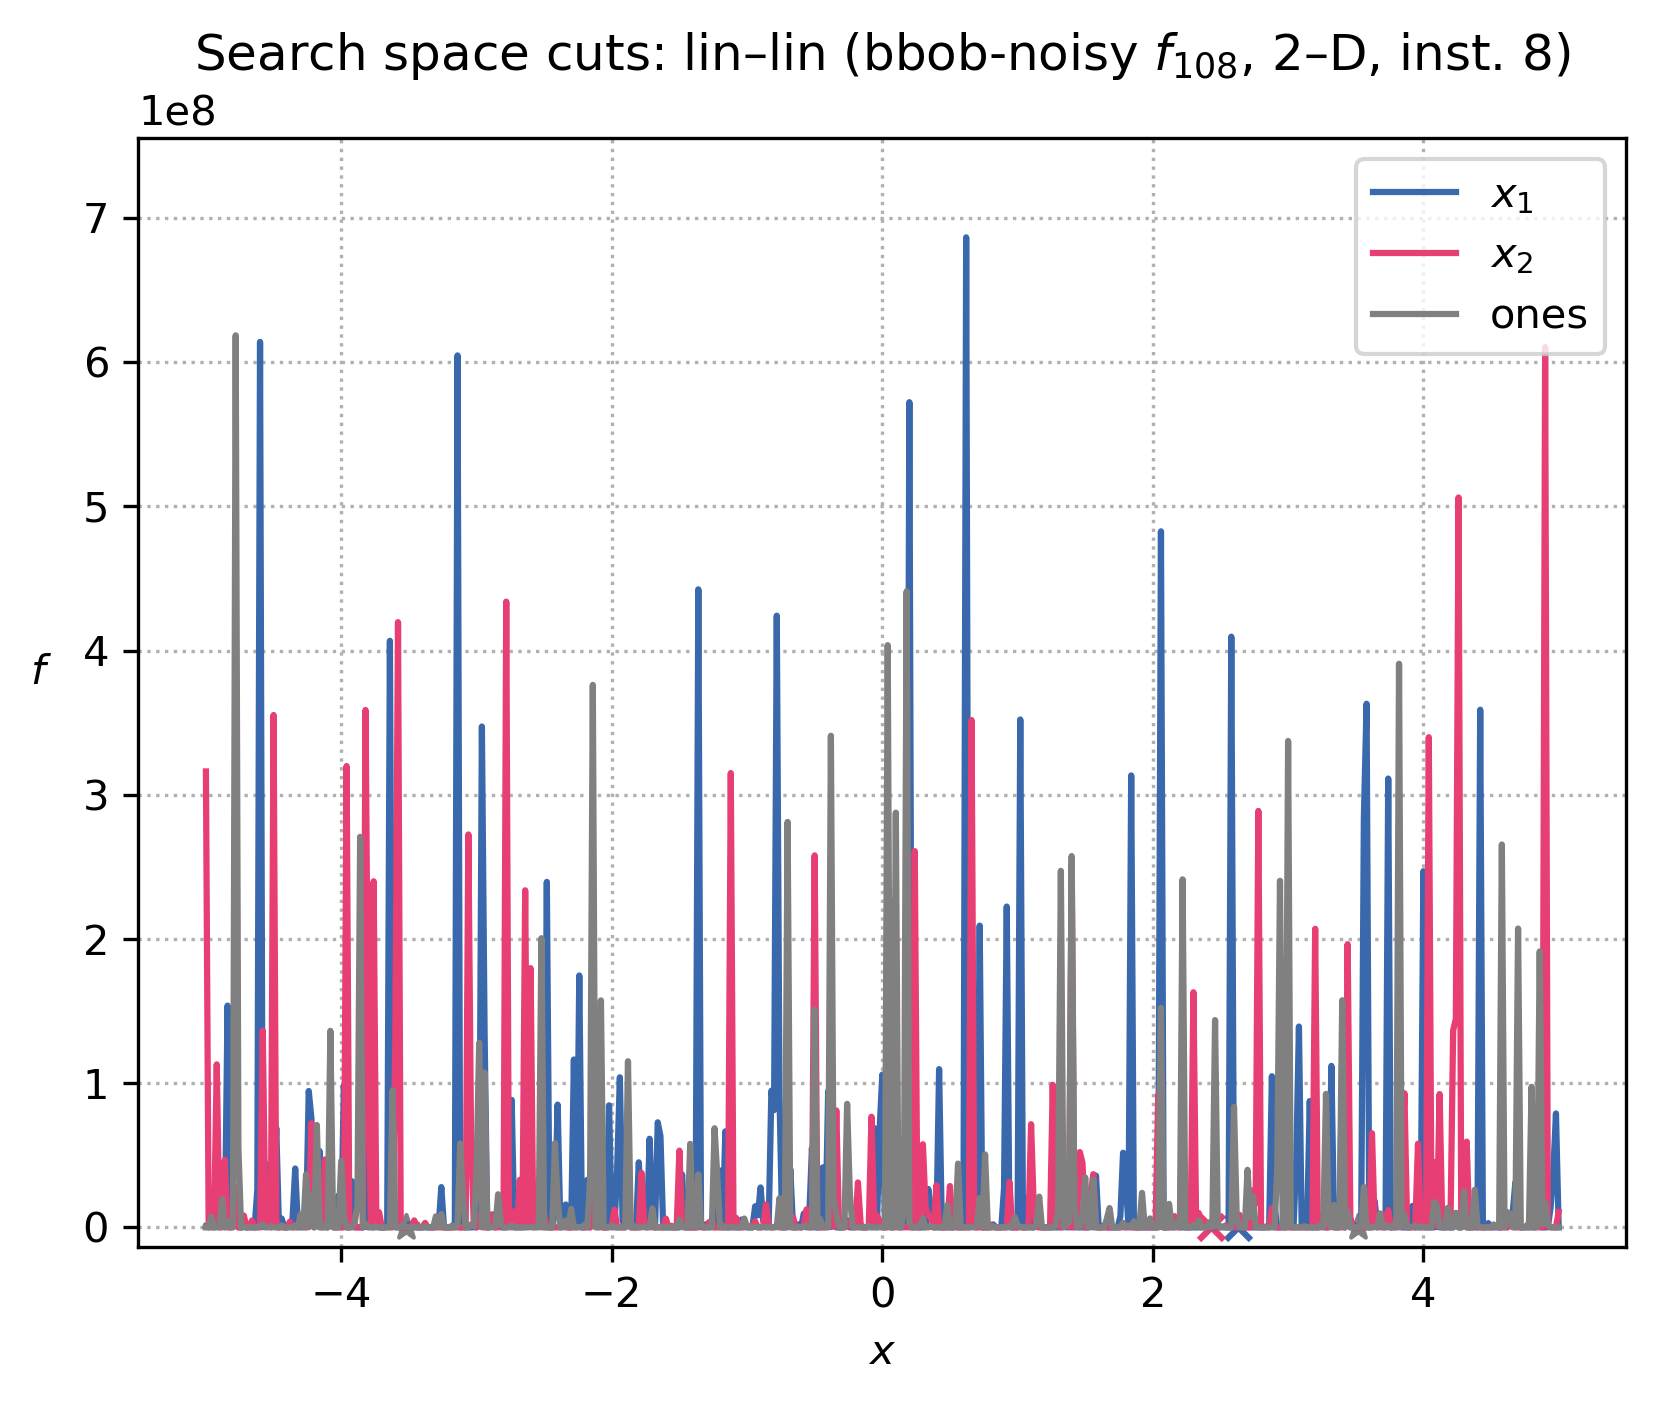 Search space cuts: lin–lin (bbob-noisy f₁₀₈, 2–D, inst. 8)
1e8
x₁
x₂
ones
7
6
5
4
3
2
1
0
f
−4 −2 0 2 4
x